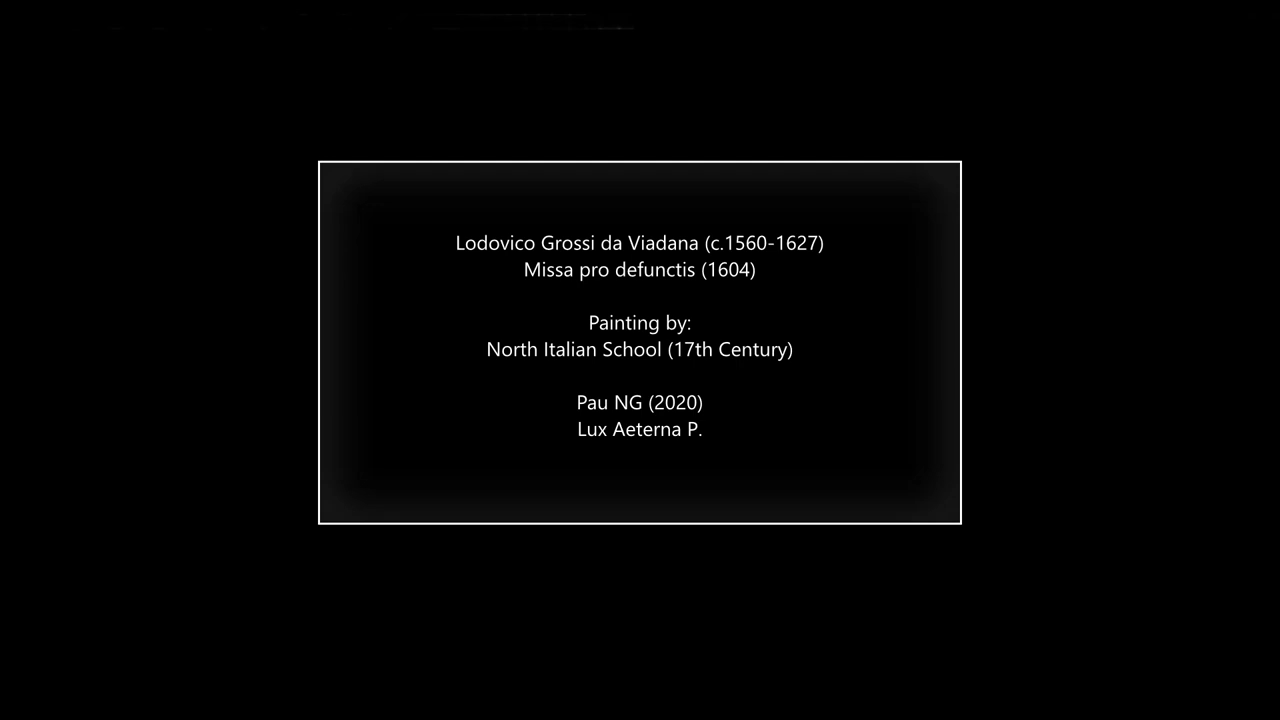 Lodovico Grossi da Viadana (c.1560-1627)
Missa pro defunctis (1604)
Painting by:
North Italian School (17th Century)
Pau NG (2020)
Lux Aeterna P.